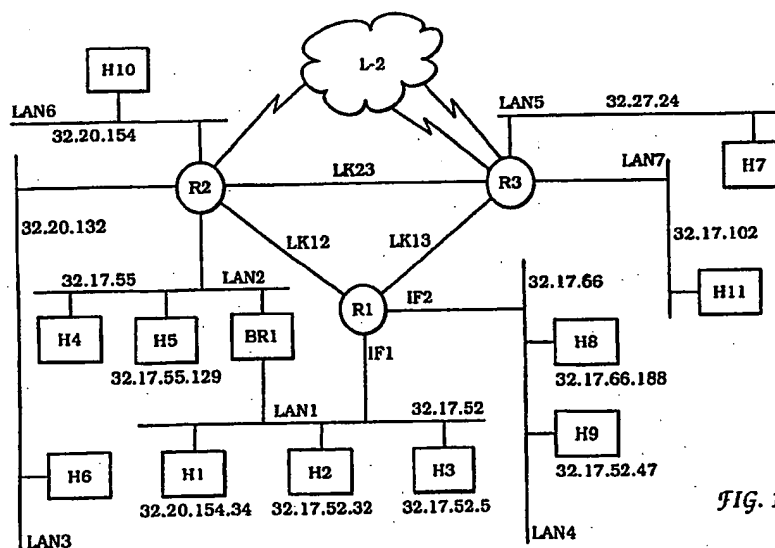 L-2
H10
LAN6
32.20.154
LAN5
32.27.24
R2
LK23
R3
LAN7
H7
32.20.132
LK12
LK13
32.17.102
32.17.55
LAN2
R1
IF2
32.17.66
H11
H4
H5
BR1
IF1
H8
32.17.55.129
32.17.66.188
LAN1
32.17.52
H6
H1
H2
H3
H9
32.20.154.34
32.17.52.32
32.17.52.5
32.17.52.47
LAN3
LAN4
FIG.